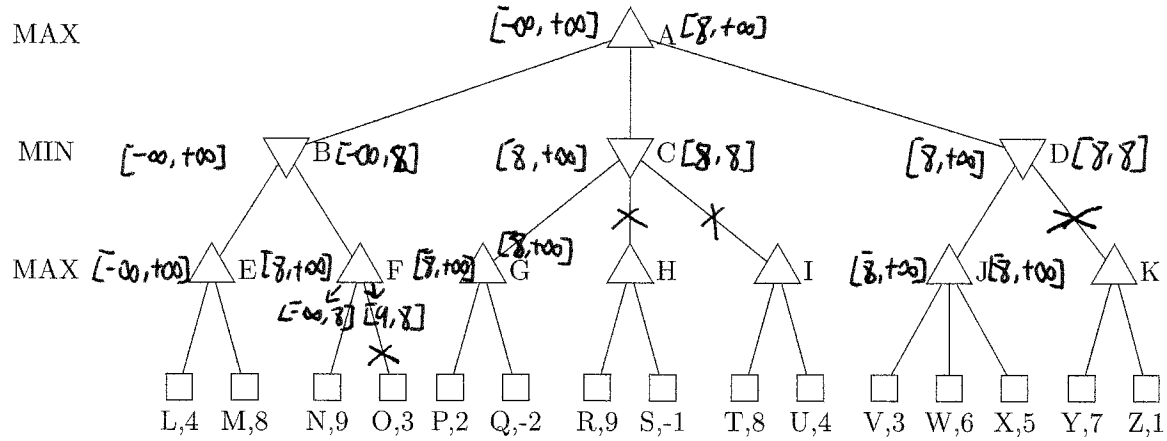 MAX [-∞, +∞] A [8, +∞]
MIN [-∞, +∞] B [-∞, 8] [8, +∞] C [8, 8] [8, +∞] D [8, 8]
[8, +∞]
MAX [-∞, +∞] E [8, +∞] F [8, +∞] G H I [8, +∞] J [8, +∞] K
[-∞, 8] [9, 8]
L,4 M,8 N,9 O,3 P,2 Q,-2 R,9 S,-1 T,8 U,4 V,3 W,6 X,5 Y,7 Z,1